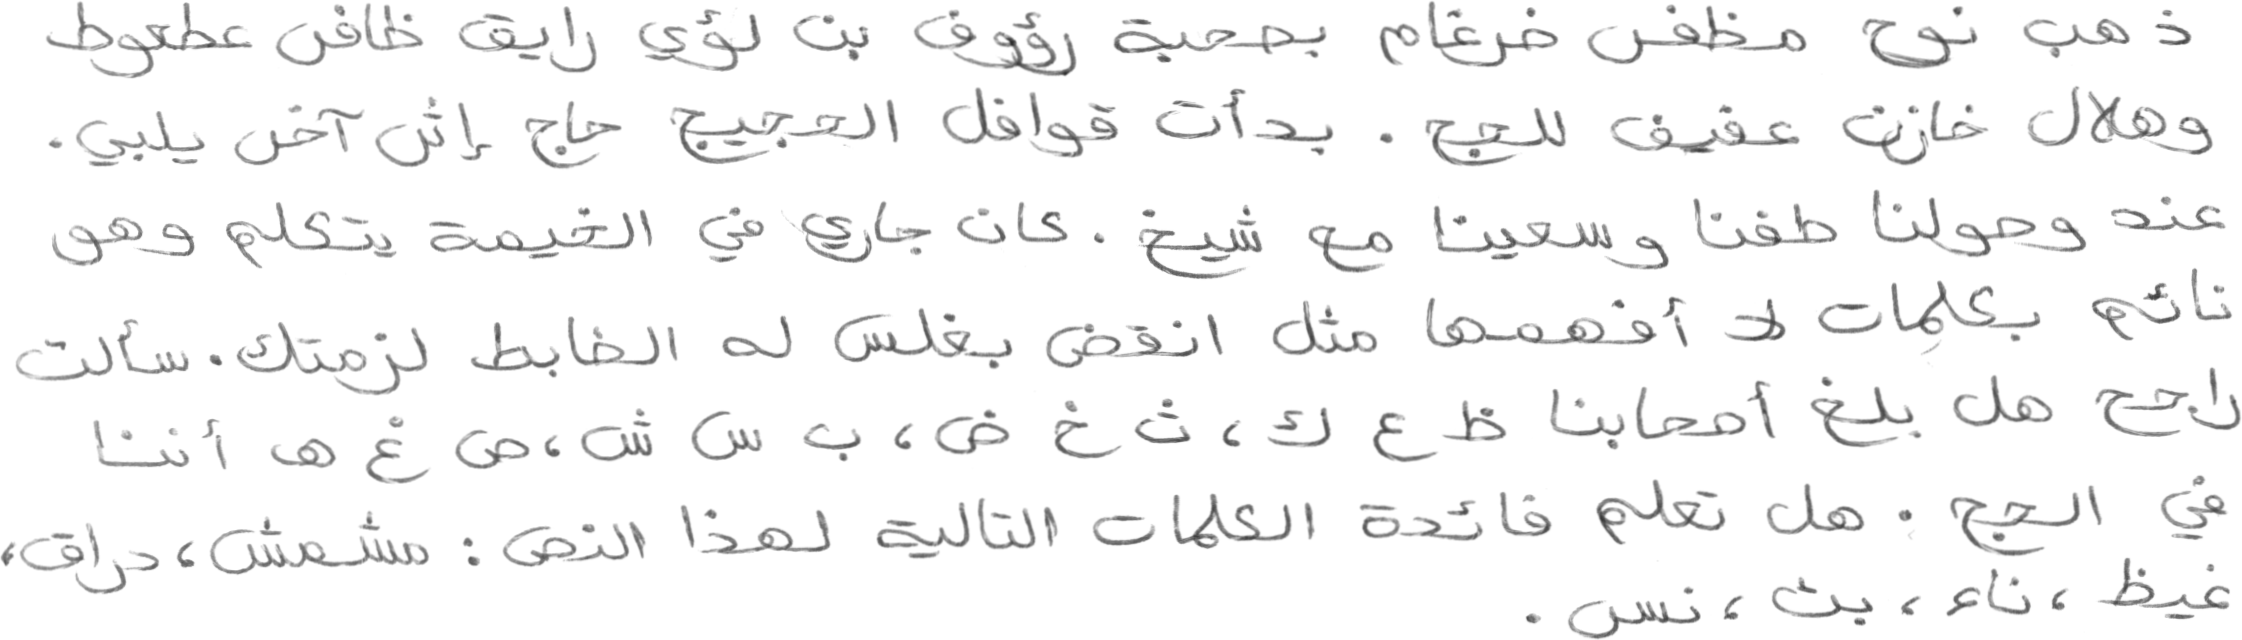 ذهب نوح مظفر ضرغام بصحبة رؤوف بن لؤي رايق ظافر عطعوط
وهلال خازن عفيف للحج. بدأت قوافل الحجيج حاج إثر آخر يلبي.
عند وصولنا طفنا وسعينا مع شيخ. كان جاري في الخيمة يتكلم وهو
نائم بكلمات لا أفهمها مثل انقض بغلس له الضابط لزمتك. سألت
راجح هل بلغ أصحابنا ظ ع ك، ث خ ض، ب س ش، ص غ هـ أننا
في الحج. هل تعلم فائدة الكلمات التالية لهذا النص: مشمش، دراق،
غيظ، ناء، بث، نسر.